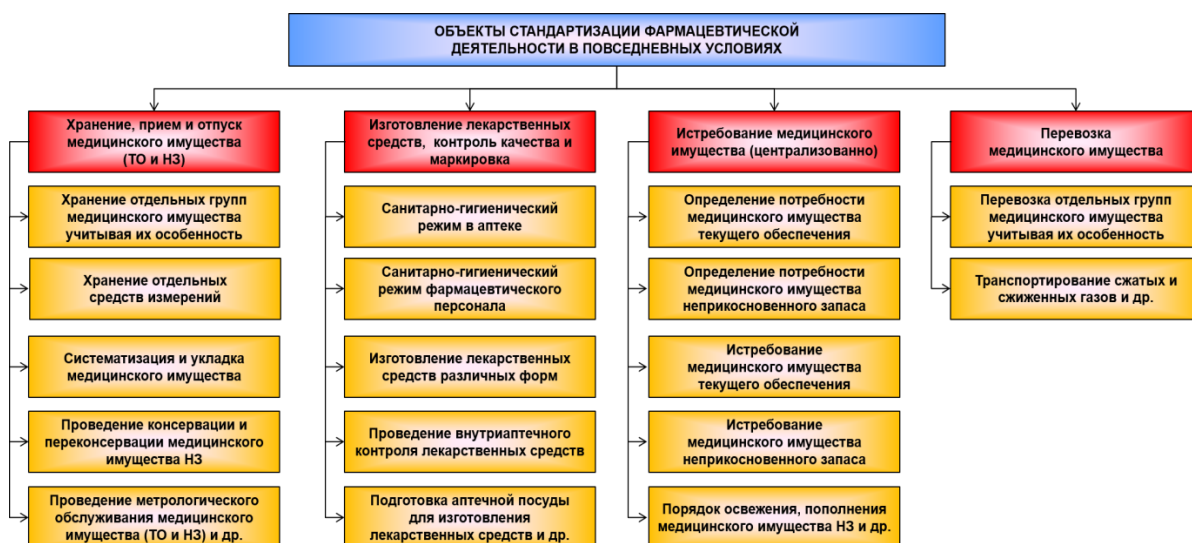 ОБЪЕКТЫ СТАНДАРТИЗАЦИИ ФАРМАЦЕВТИЧЕСКОЙ
ДЕЯТЕЛЬНОСТИ В ПОВСЕДНЕВНЫХ УСЛОВИЯХ
Хранение, прием и отпуск
медицинского имущества
(ТО и НЗ)
Хранение отдельных групп
медицинского имущества
учитывая их особенность
Хранение отдельных
средств измерений
Систематизация и укладка
медицинского имущества
Проведение консервации и
переконсервации медицинского
имущества НЗ
Проведение метрологического
обслуживания медицинского
имущества (ТО и НЗ) и др.
Изготовление лекарственных
средств, контроль качества и
маркировка
Санитарно-гигиенический
режим в аптеке
Санитарно-гигиенический
режим фармацевтического
персонала
Изготовление лекарственных
средств различных форм
Проведение внутриаптечного
контроля лекарственных средств
Подготовка аптечной посуды
для изготовления
лекарственных средств и др.
Истребование медицинского
имущества (централизованно)
Определение потребности
медицинского имущества
текущего обеспечения
Определение потребности
медицинского имущества
неприкосновенного запаса
Истребование
медицинского имущества
текущего обеспечения
Истребование
медицинского имущества
неприкосновенного запаса
Порядок освежения, пополнения
медицинского имущества НЗ и др.
Перевозка
медицинского имущества
Перевозка отдельных групп
медицинского имущества
учитывая их особенность
Транспортирование сжатых и
сжиженных газов и др.